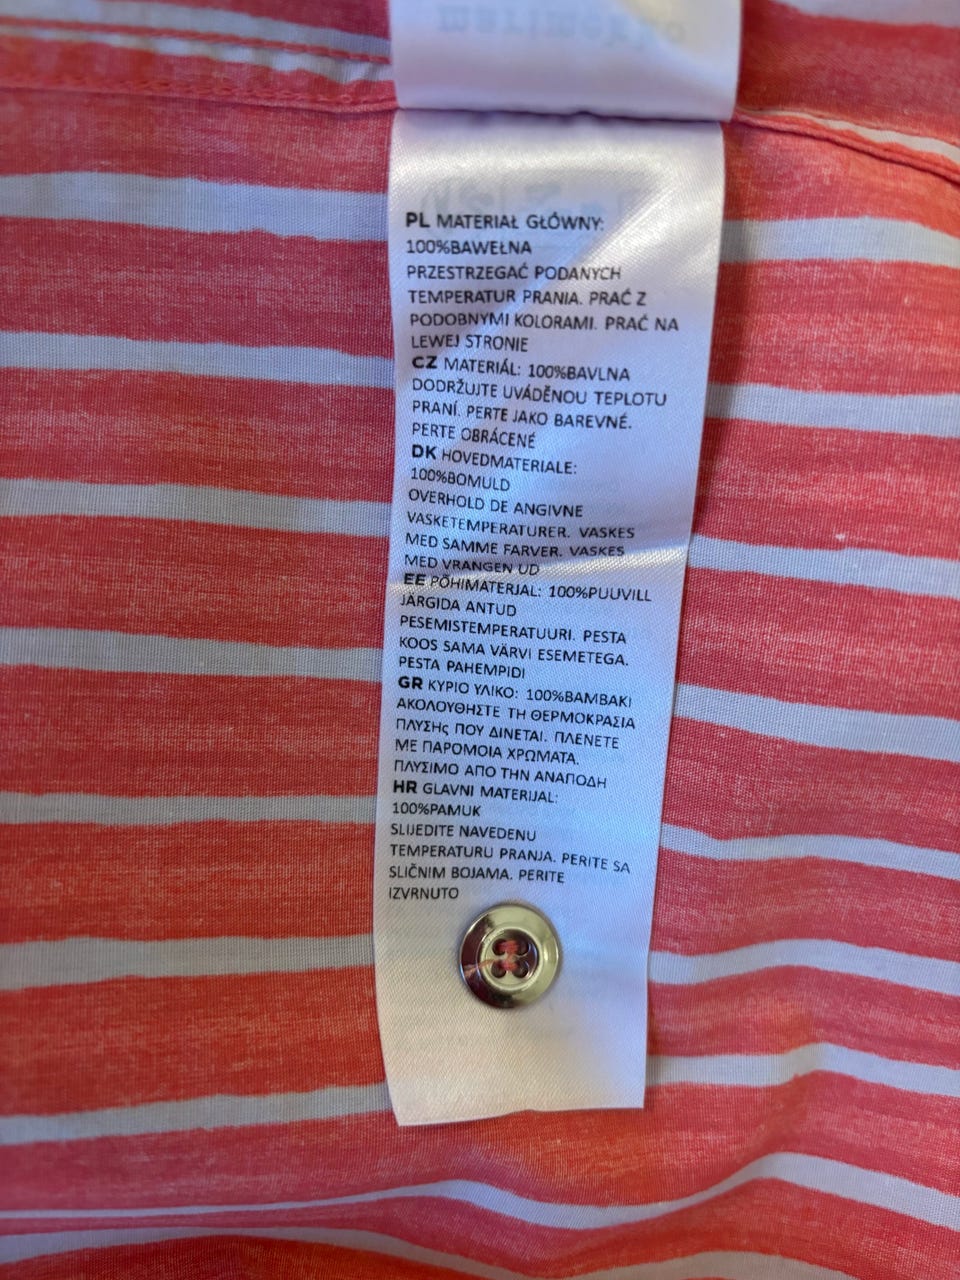 marimekko
PL MATERIAŁ GŁÓWNY:
100%BAWEŁNA
PRZESTRZEGAĆ PODANYCH
TEMPERATUR PRANIA. PRAĆ Z
PODOBNYMI KOLORAMI. PRAĆ NA
LEWEJ STRONIE
CZ MATERIÁL: 100%BAVLNA
DODRŽUJTE UVÁDĚNOU TEPLOTU
PRANÍ. PERTE JAKO BAREVNÉ.
PERTE OBRÁCENÉ
DK HOVEDMATERIALE:
100%BOMULD
OVERHOLD DE ANGIVNE
VASKETEMPERATURER. VASKES
MED SAMME FARVER. VASKES
MED VRANGEN UD
EE PÕHIMATERJAL: 100%PUUVILL
JÄRGIDA ANTUD
PESEMISTEMPERATUURI. PESTA
KOOS SAMA VÄRVI ESEMETEGA.
PESTA PAHEMPIDI
GR ΚΥΡΙΟ ΥΛΙΚΟ: 100%BAMBAKI
ΑΚΟΛΟΥΘΗΣΤΕ ΤΗ ΘΕΡΜΟΚΡΑΣΙΑ
ΠΛΥΣΗς ΠΟΥ ΔΙΝΕΤΑΙ. ΠΛΕΝΕΤΕ
ΜΕ ΠΑΡΟΜΟΙΑ ΧΡΩΜΑΤΑ.
ΠΛΥΣΙΜΟ ΑΠΟ ΤΗΝ ΑΝΑΠΟΔΗ
HR GLAVNI MATERIJAL:
100%PAMUK
SLIJEDITE NAVEDENU
TEMPERATURU PRANJA. PERITE SA
SLIČNIM BOJAMA. PERITE
IZVRNUTO